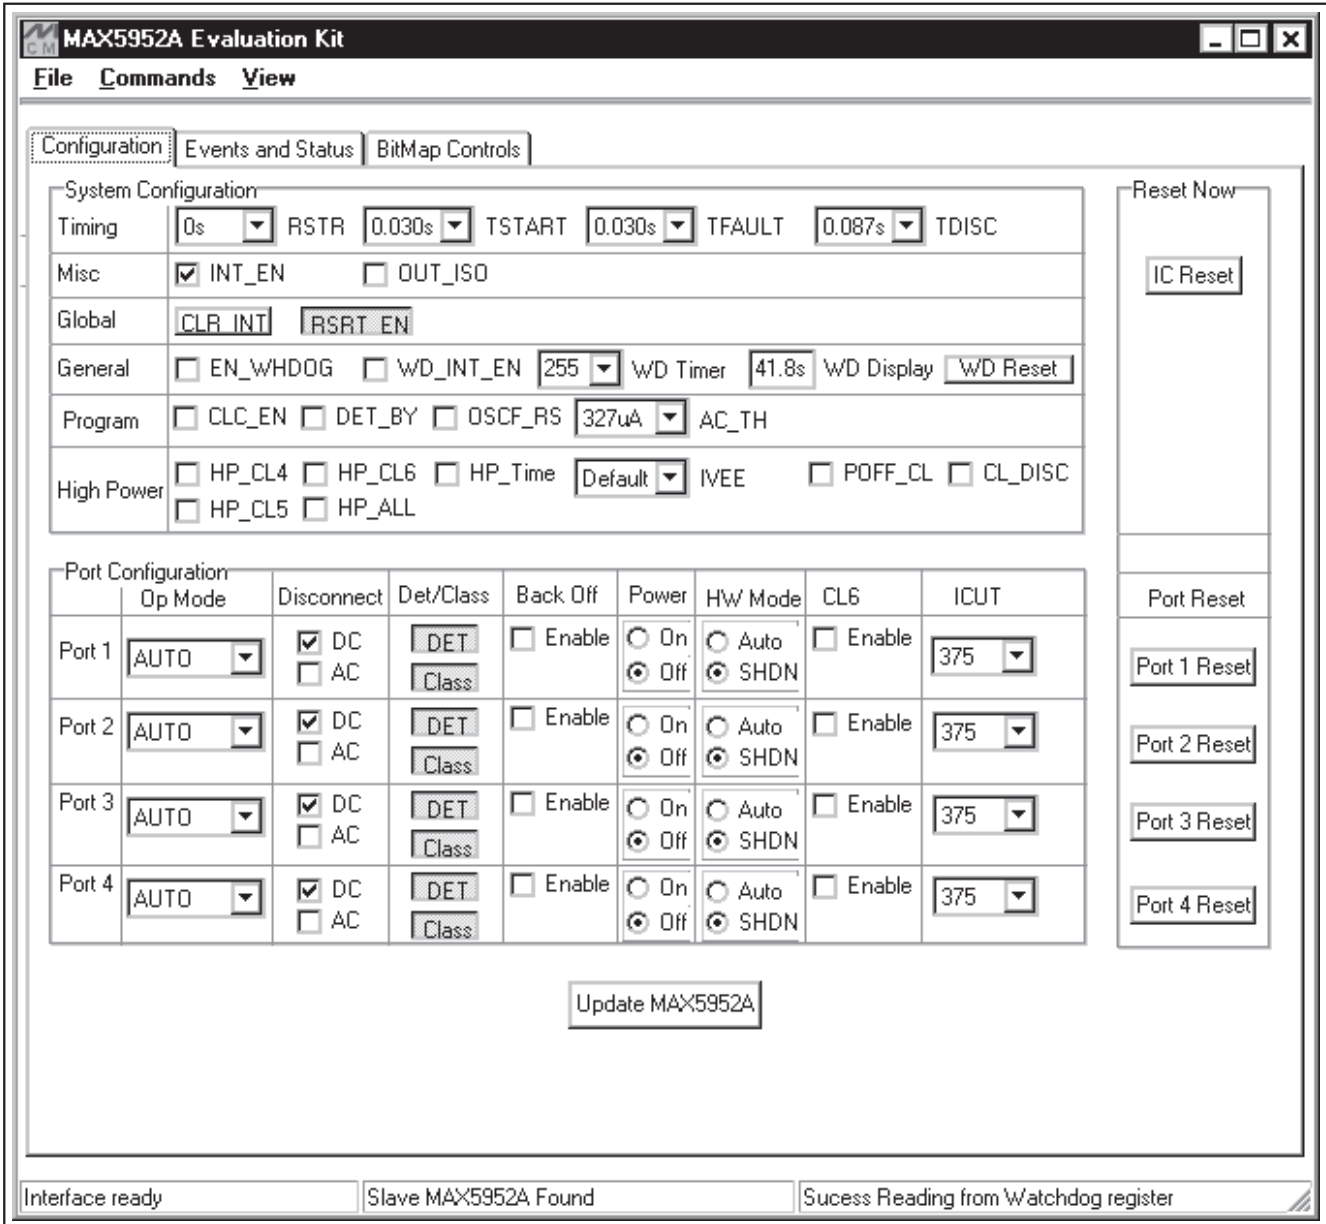 CM MAX5952A Evaluation Kit
File Commands View
Configuration Events and Status BitMap Controls
System Configuration Reset Now
Timing 0s RSTR 0.030s TSTART 0.030s TFAULT 0.087s TDISC
Misc INT_EN OUT_ISO IC Reset
Global CLR_INT RSRT_EN
General EN_WHDOG WD_INT_EN 255 WD Timer 41.8s WD Display WD Reset
Program CLC_EN DET_BY OSCF_RS 327uA AC_TH
High Power HP_CL4 HP_CL6 HP_Time Default IVEE POFF_CL CL_DISC
HP_CL5 HP_ALL
Port Configuration
Op Mode Disconnect Det/Class Back Off Power HW Mode CL6 ICUT Port Reset
Port 1 AUTO DC DET Enable On Auto Enable 375 Port 1 Reset
AC Class Off SHDN
Port 2 AUTO DC DET Enable On Auto Enable 375 Port 2 Reset
AC Class Off SHDN
Port 3 AUTO DC DET Enable On Auto Enable 375 Port 3 Reset
AC Class Off SHDN
Port 4 AUTO DC DET Enable On Auto Enable 375 Port 4 Reset
AC Class Off SHDN
Update MAX5952A
Interface ready Slave MAX5952A Found Sucess Reading from Watchdog register